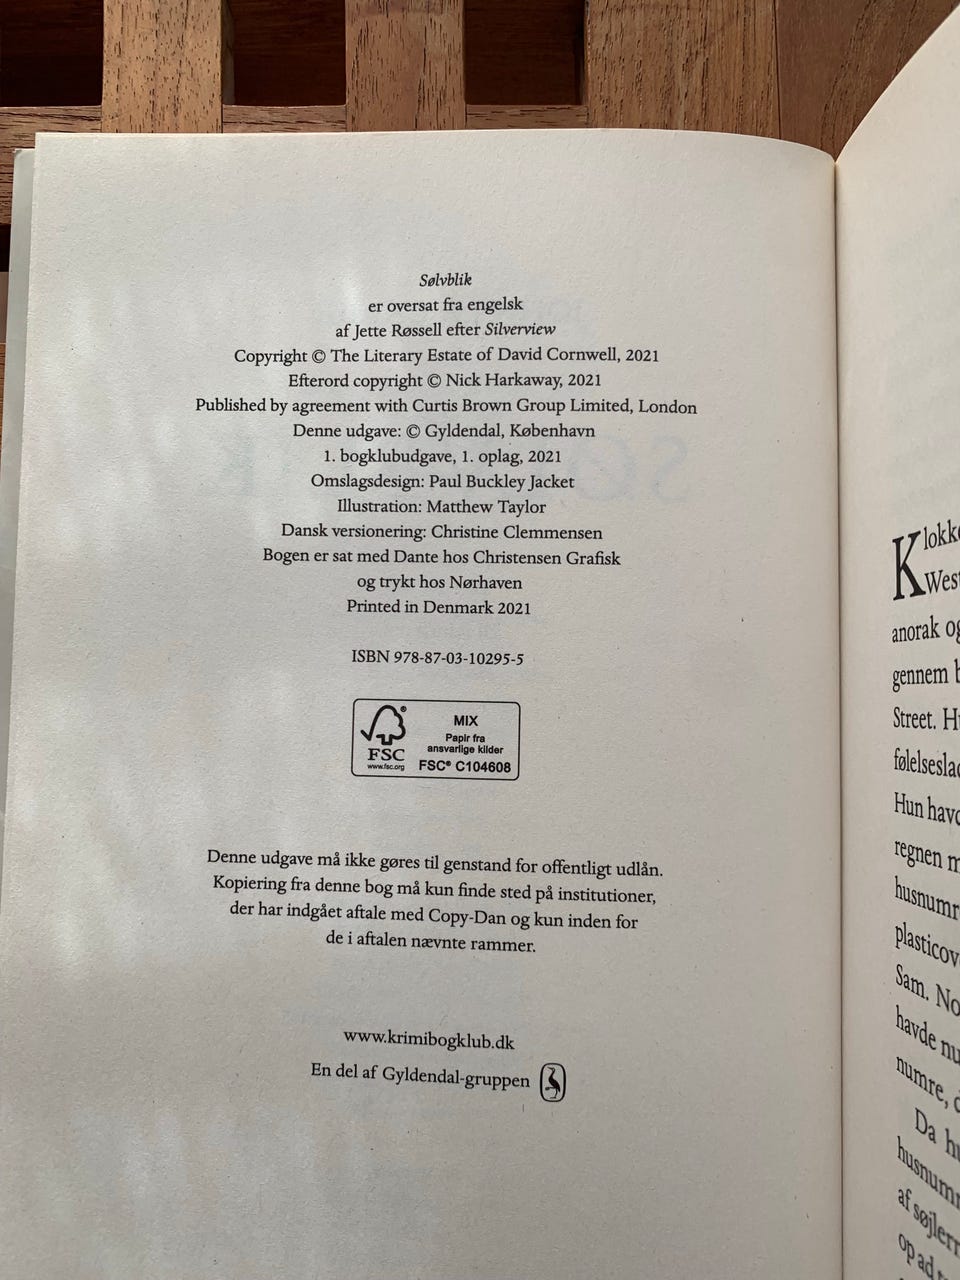 Sølvblik
er oversat fra engelsk
af Jette Røssell efter Silverview
Copyright © The Literary Estate of David Cornwell, 2021
Efterord copyright © Nick Harkaway, 2021
Published by agreement with Curtis Brown Group Limited, London
Denne udgave: © Gyldendal, København
1. bogklubudgave, 1. oplag, 2021
Omslagsdesign: Paul Buckley Jacket
Illustration: Matthew Taylor
Dansk versionering: Christine Clemmensen
Bogen er sat med Dante hos Christensen Grafisk
og trykt hos Nørhaven
Printed in Denmark 2021
ISBN 978-87-03-10295-5
FSC
www.fsc.org
MIX
Papir fra
ansvarlige kilder
FSC® C104608
Denne udgave må ikke gøres til genstand for offentligt udlån.
Kopiering fra denne bog må kun finde sted på institutioner,
der har indgået aftale med Copy-Dan og kun inden for
de i aftalen nævnte rammer.
www.krimibogklub.dk
En del af Gyldendal-gruppen
Klokke
West
anorak og
gennem
Street. H
følelseslad
Hun havd
regnen m
husnumr
plasticov
Sam. No
havde nu
numre, d
Da hu
husnumr
af søjlern
op ad